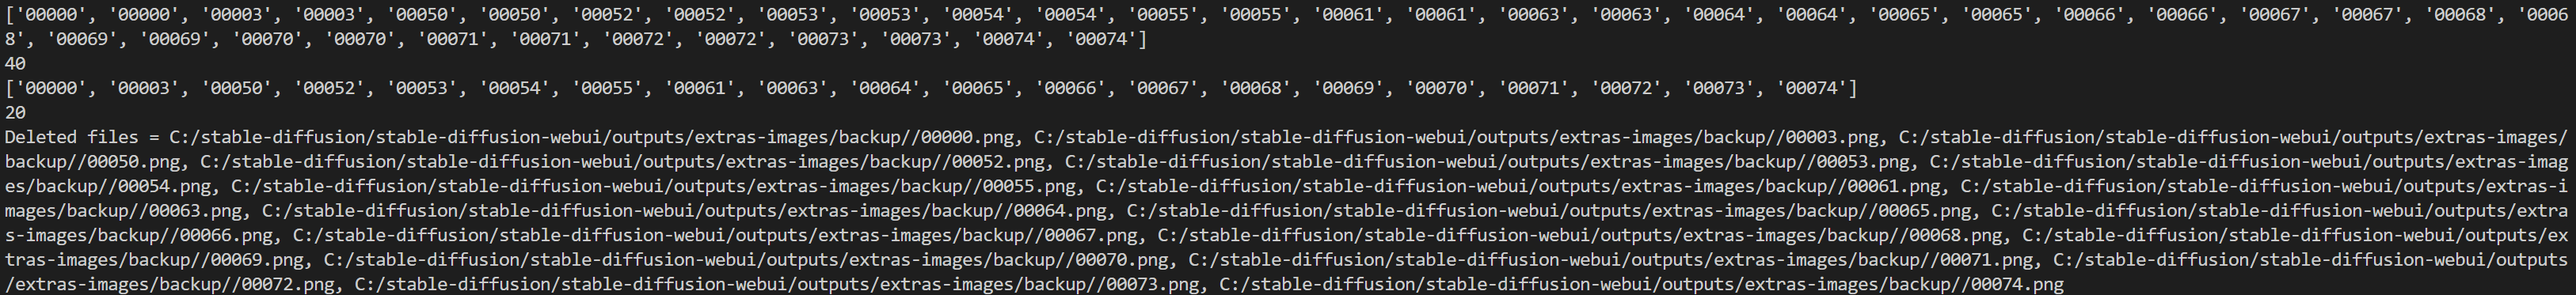 ['00000', '00000', '00003', '00003', '00050', '00050', '00052', '00052', '00053', '00053', '00054', '00054', '00055', '00055', '00061', '00061', '00063', '00063', '00064', '00064', '00065', '00065', '00066', '00066', '00067', '00067', '00068', '0006
8', '00069', '00069', '00070', '00070', '00071', '00071', '00072', '00072', '00073', '00073', '00074', '00074']
40
['00000', '00003', '00050', '00052', '00053', '00054', '00055', '00061', '00063', '00064', '00065', '00066', '00067', '00068', '00069', '00070', '00071', '00072', '00073', '00074']
20
Deleted files = C:/stable-diffusion/stable-diffusion-webui/outputs/extras-images/backup//00000.png, C:/stable-diffusion/stable-diffusion-webui/outputs/extras-images/backup//00003.png, C:/stable-diffusion/stable-diffusion-webui/outputs/extras-images/
backup//00050.png, C:/stable-diffusion/stable-diffusion-webui/outputs/extras-images/backup//00052.png, C:/stable-diffusion/stable-diffusion-webui/outputs/extras-images/backup//00053.png, C:/stable-diffusion/stable-diffusion-webui/outputs/extras-imag
es/backup//00054.png, C:/stable-diffusion/stable-diffusion-webui/outputs/extras-images/backup//00055.png, C:/stable-diffusion/stable-diffusion-webui/outputs/extras-images/backup//00061.png, C:/stable-diffusion/stable-diffusion-webui/outputs/extras-i
mages/backup//00063.png, C:/stable-diffusion/stable-diffusion-webui/outputs/extras-images/backup//00064.png, C:/stable-diffusion/stable-diffusion-webui/outputs/extras-images/backup//00065.png, C:/stable-diffusion/stable-diffusion-webui/outputs/extra
s-images/backup//00066.png, C:/stable-diffusion/stable-diffusion-webui/outputs/extras-images/backup//00067.png, C:/stable-diffusion/stable-diffusion-webui/outputs/extras-images/backup//00068.png, C:/stable-diffusion/stable-diffusion-webui/outputs/ex
tras-images/backup//00069.png, C:/stable-diffusion/stable-diffusion-webui/outputs/extras-images/backup//00070.png, C:/stable-diffusion/stable-diffusion-webui/outputs/extras-images/backup//00071.png, C:/stable-diffusion/stable-diffusion-webui/outputs
/extras-images/backup//00072.png, C:/stable-diffusion/stable-diffusion-webui/outputs/extras-images/backup//00073.png, C:/stable-diffusion/stable-diffusion-webui/outputs/extras-images/backup//00074.png